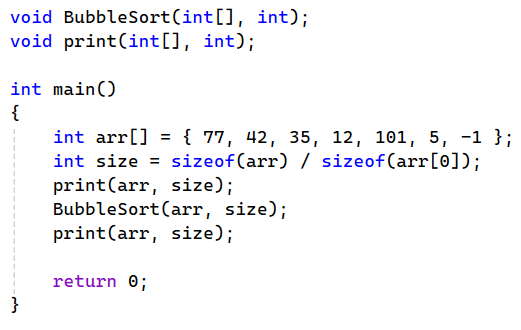 void BubbleSort(int[], int);
void print(int[], int);

int main()
{
    int arr[] = { 77, 42, 35, 12, 101, 5, -1 };
    int size = sizeof(arr) / sizeof(arr[0]);
    print(arr, size);
    BubbleSort(arr, size);
    print(arr, size);

    return 0;
}